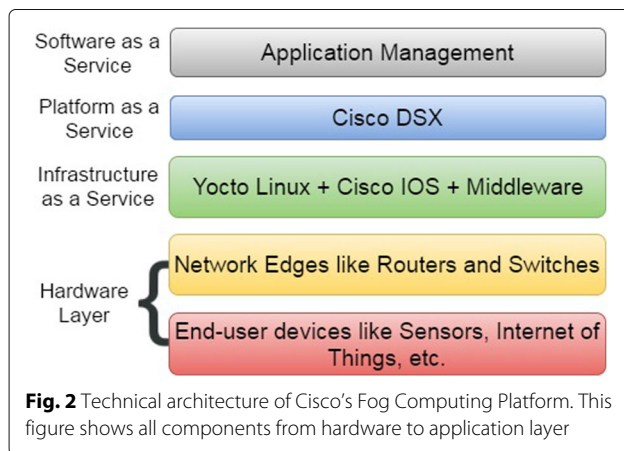 Software as a
Service
Application Management
Platform as a
Service
Cisco DSX
Infrastructure
as a Service
Yocto Linux + Cisco IOS + Middleware
Hardware
Layer
Network Edges like Routers and Switches
End-user devices like Sensors, Internet of
Things, etc.
Fig. 2 Technical architecture of Cisco's Fog Computing Platform. This
figure shows all components from hardware to application layer